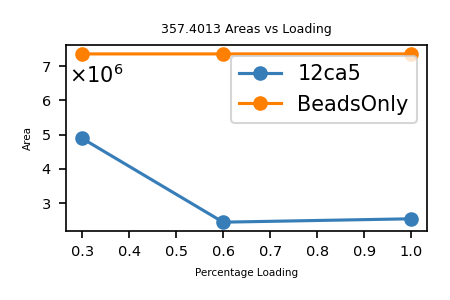 357.4013 Areas vs Loading
×10⁶
7
6
5
4
3
Area
12ca5
BeadsOnly
0.3 0.4 0.5 0.6 0.7 0.8 0.9 1.0
Percentage Loading